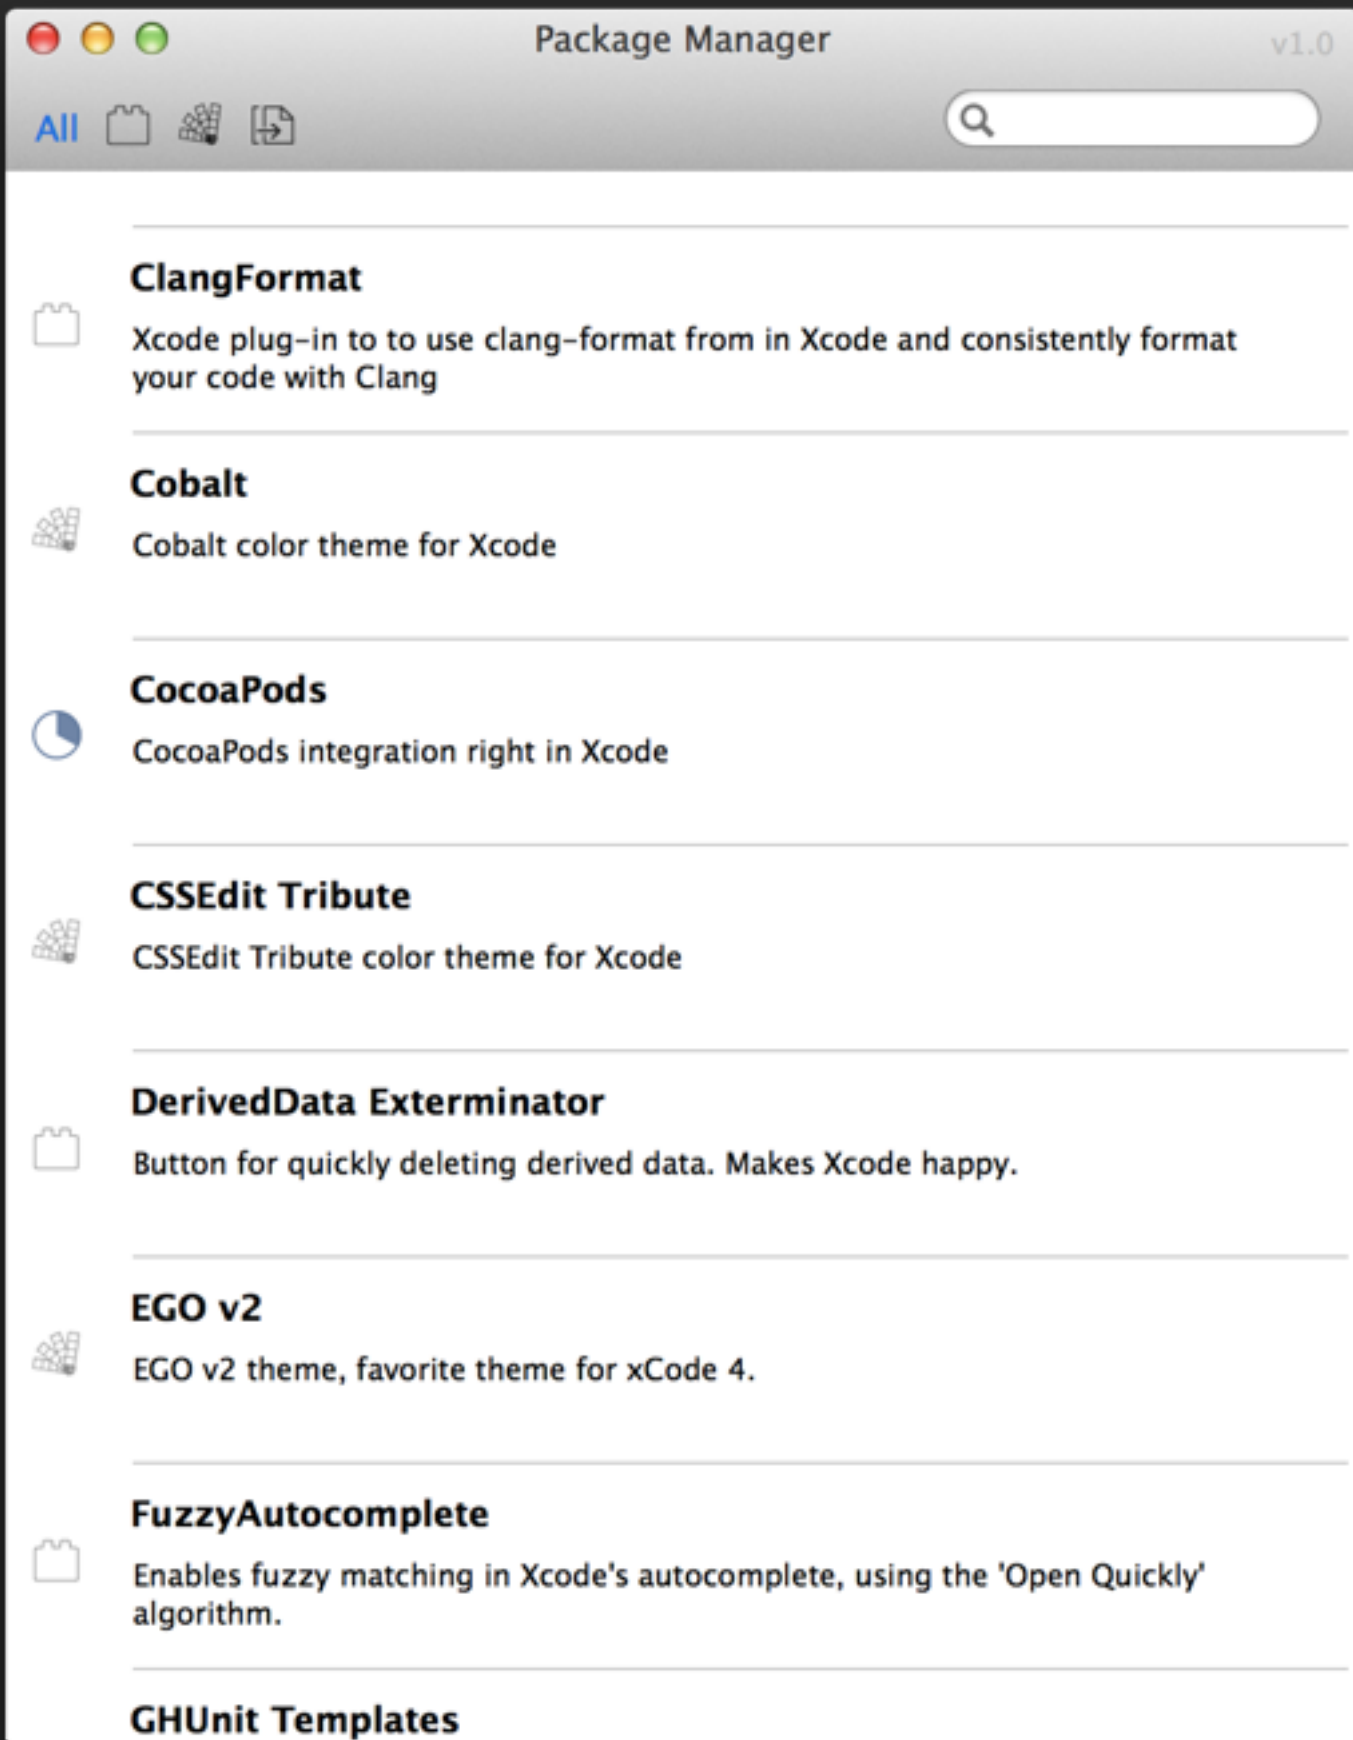 Package Manager
v1.0
All
ClangFormat
Xcode plug-in to to use clang-format from in Xcode and consistently format
your code with Clang
Cobalt
Cobalt color theme for Xcode
CocoaPods
CocoaPods integration right in Xcode
CSSEdit Tribute
CSSEdit Tribute color theme for Xcode
DerivedData Exterminator
Button for quickly deleting derived data. Makes Xcode happy.
EGO v2
EGO v2 theme, favorite theme for xCode 4.
FuzzyAutocomplete
Enables fuzzy matching in Xcode's autocomplete, using the 'Open Quickly'
algorithm.
GHUnit Templates